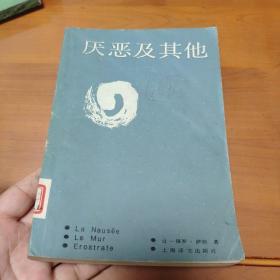 厌恶及其他
● La Nausée
● Le Mur
● Erostrate
● 让-保罗·萨特 著
● 上海译文出版社